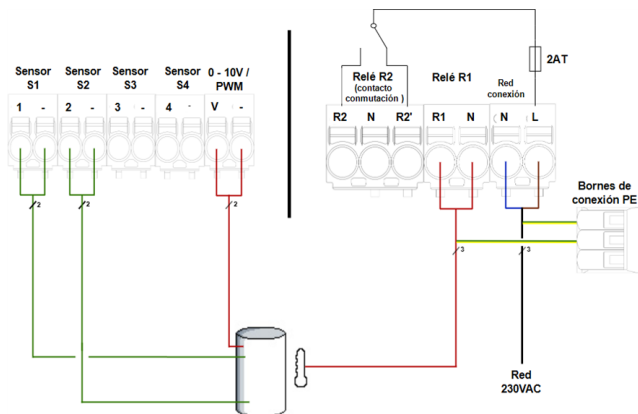 Sensor S1
Sensor S2
Sensor S3
Sensor S4
0 - 10V / PWM
1 -
2 -
3 -
4 -
V -
2
2
2
Relé R2
(contacto conmutación )
Relé R1
Red conexión
2AT
R2 N R2'
R1 N
N L
Bornes de conexión PE
3
3
Red
230VAC